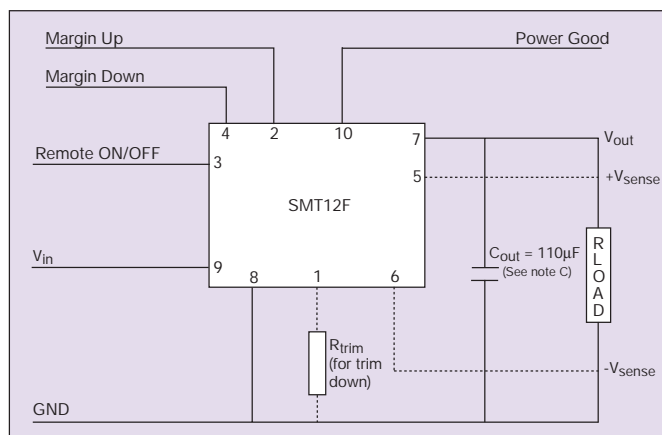 Margin Up
Power Good
Margin Down
4 2 10 7
V_out
Remote ON/OFF
3
5
+V_sense
SMT12F
V_in
9
8 1 6
C_out = 110µF
(See note C)
RLOAD
R_trim
(for trim
down)
-V_sense
GND